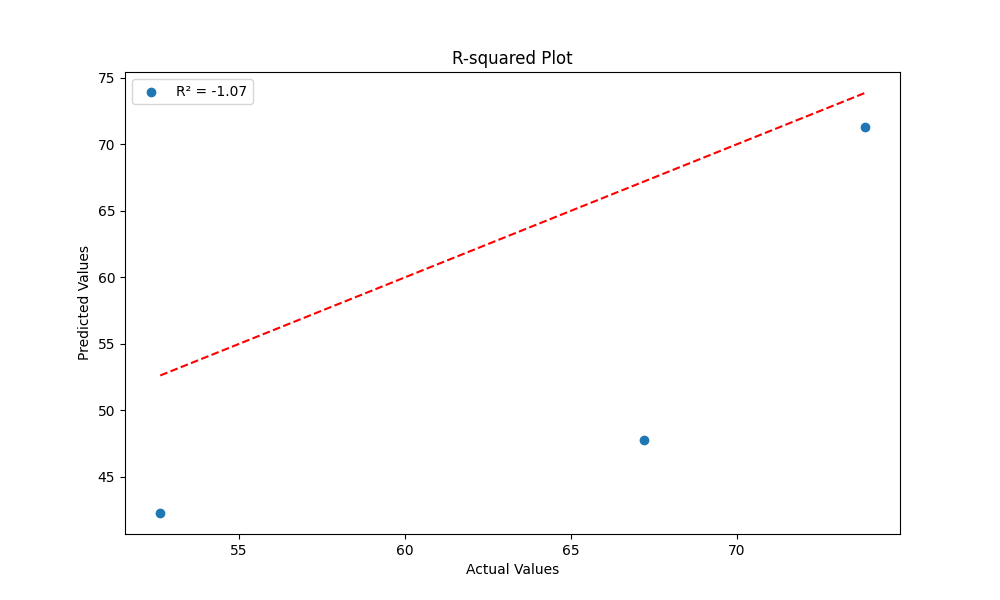 R-squared Plot
R² = -1.07
75
70
65
60
55
50
45
Predicted Values
55
60
65
70
Actual Values